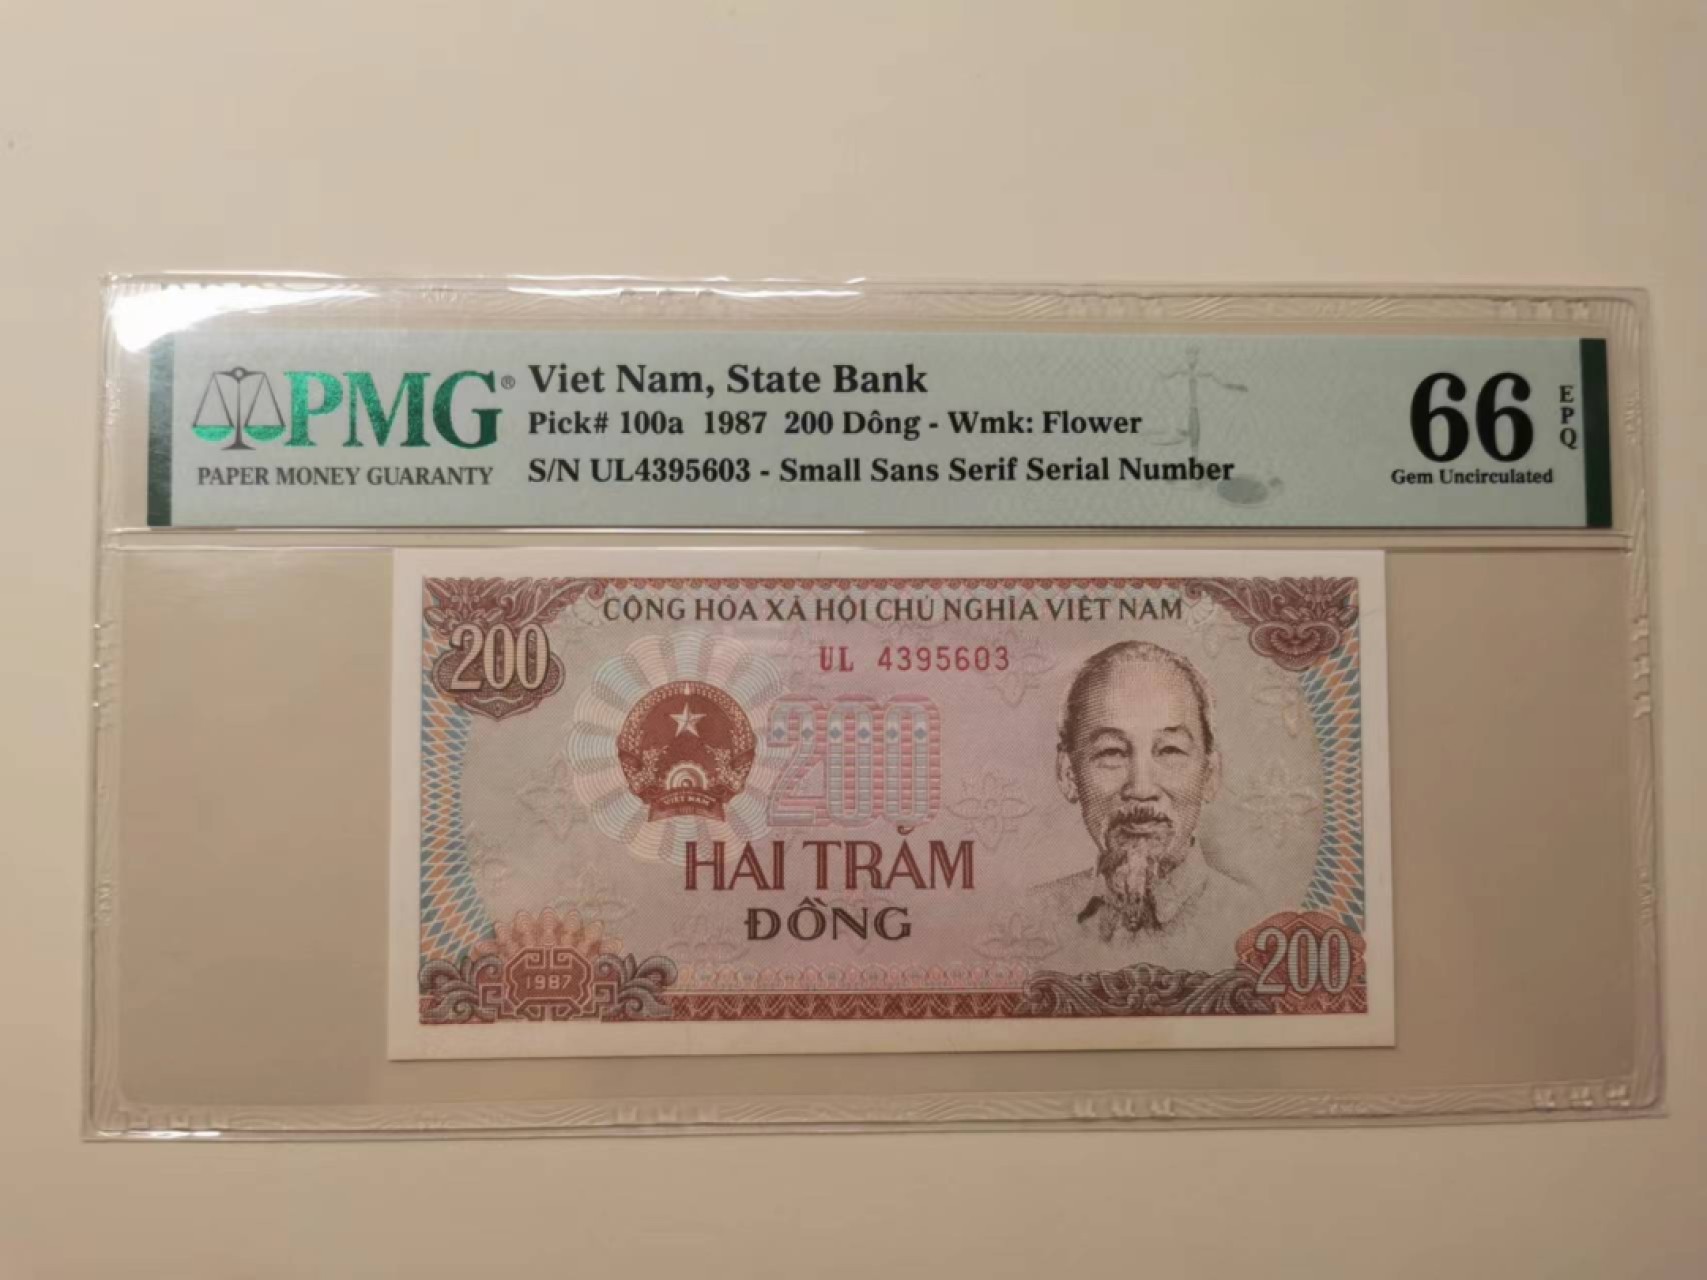 PMG®
PAPER MONEY GUARANTY
Viet Nam, State Bank
Pick# 100a 1987 200 Dông - Wmk: Flower
S/N UL4395603 - Small Sans Serif Serial Number
66
EPQ
Gem Uncirculated
CỘNG HÒA XÃ HỘI CHỦ NGHĨA VIỆT NAM
200
UL 4395603
200
VIỆT NAM
HAI TRĂM
ĐỒNG
1987
200